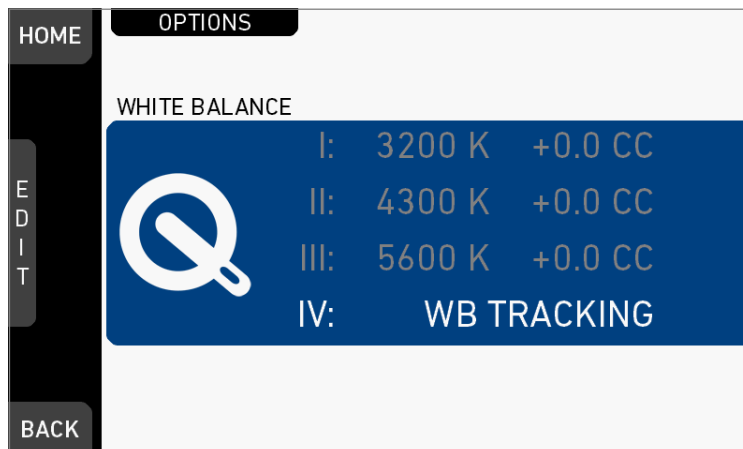 HOME
OPTIONS
WHITE BALANCE
I: 3200 K +0.0 CC
II: 4300 K +0.0 CC
III: 5600 K +0.0 CC
IV: WB TRACKING
EDIT
BACK